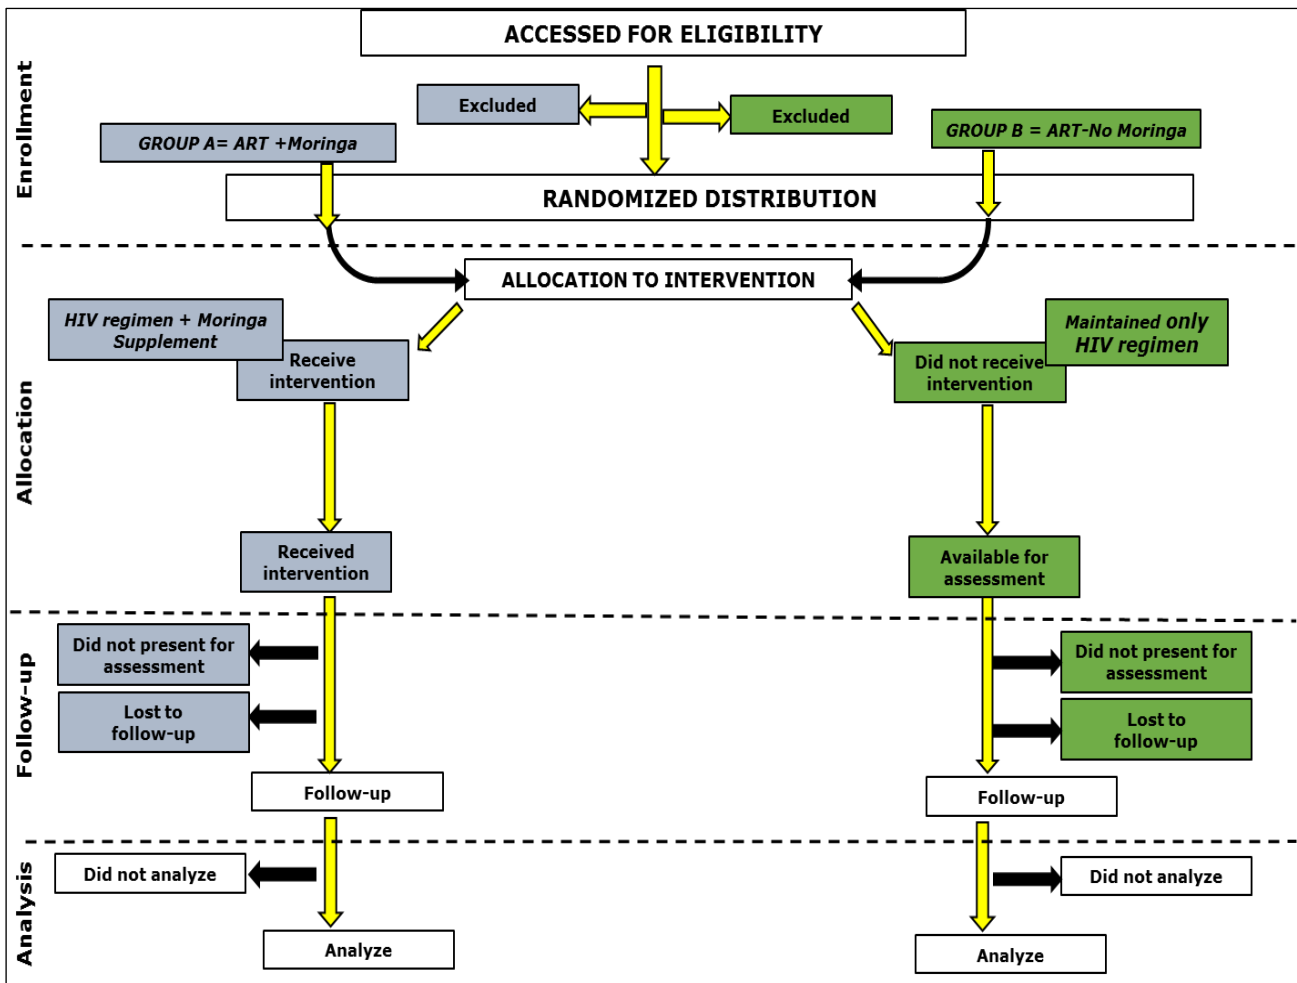 ACCESSED FOR ELIGIBILITY
Enrollment
Excluded
Excluded
GROUP A= ART +Moringa
GROUP B = ART-No Moringa
RANDOMIZED DISTRIBUTION
ALLOCATION TO INTERVENTION
Allocation
HIV regimen + Moringa
Supplement
Receive
intervention
Maintained only
HIV regimen
Did not receive
intervention
Received
intervention
Available for
assessment
Follow-up
Did not present for
assessment
Did not present for
assessment
Lost to
follow-up
Lost to
follow-up
Follow-up
Follow-up
Analysis
Did not analyze
Did not analyze
Analyze
Analyze